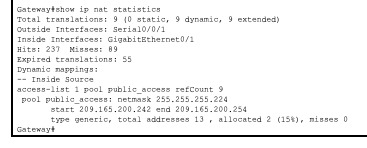 Gateway#show ip nat statistics
Total translations: 9 (0 static, 9 dynamic, 9 extended)
Outside Interfaces: Serial0/0/1
Inside Interfaces: GigabitEthernet0/1
Hits: 237  Misses: 89
Expired translations: 55
Dynamic mappings:
-- Inside Source
access-list 1 pool public_access refCount 9
 pool public_access: netmask 255.255.255.224
       start 209.165.200.242 end 209.165.200.254
       type generic, total addresses 13 , allocated 2 (15%), misses 0
Gateway#